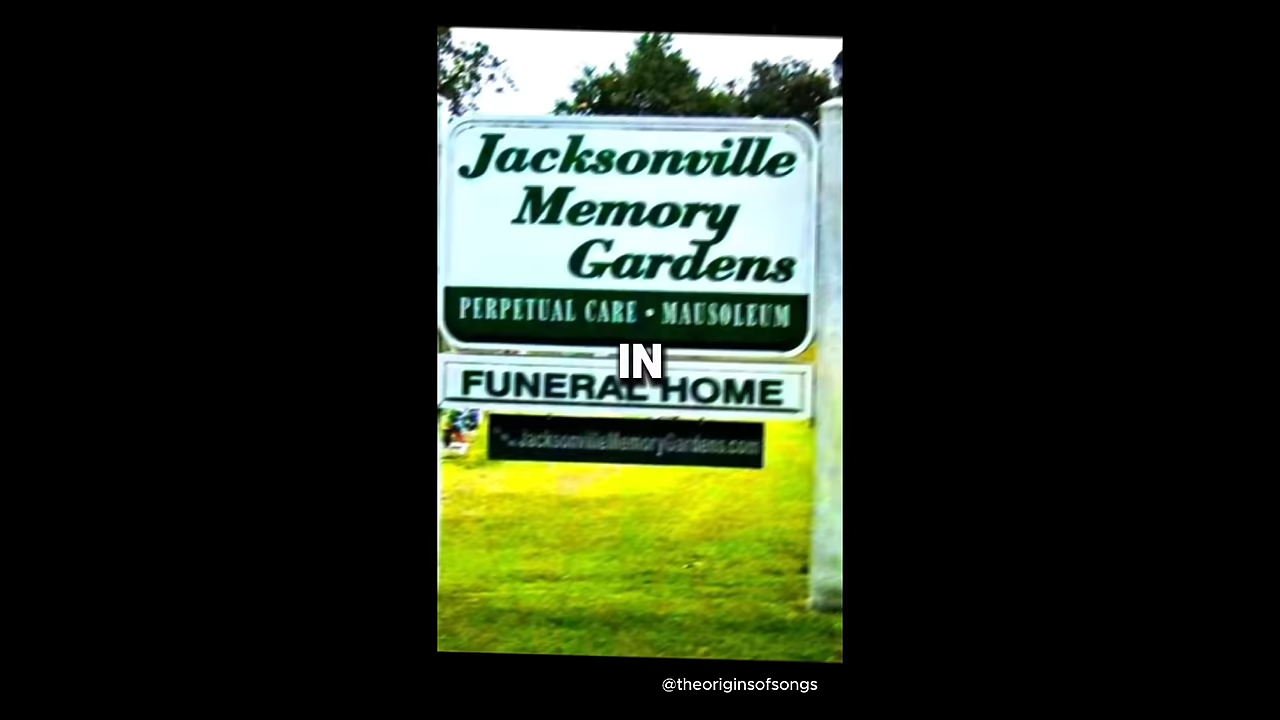 Jacksonville
Memory
Gardens
PERPETUAL CARE • MAUSOLEUM
IN
FUNERAL HOME
JacksonvilleMemoryGardens.com
@theoriginsofsongs